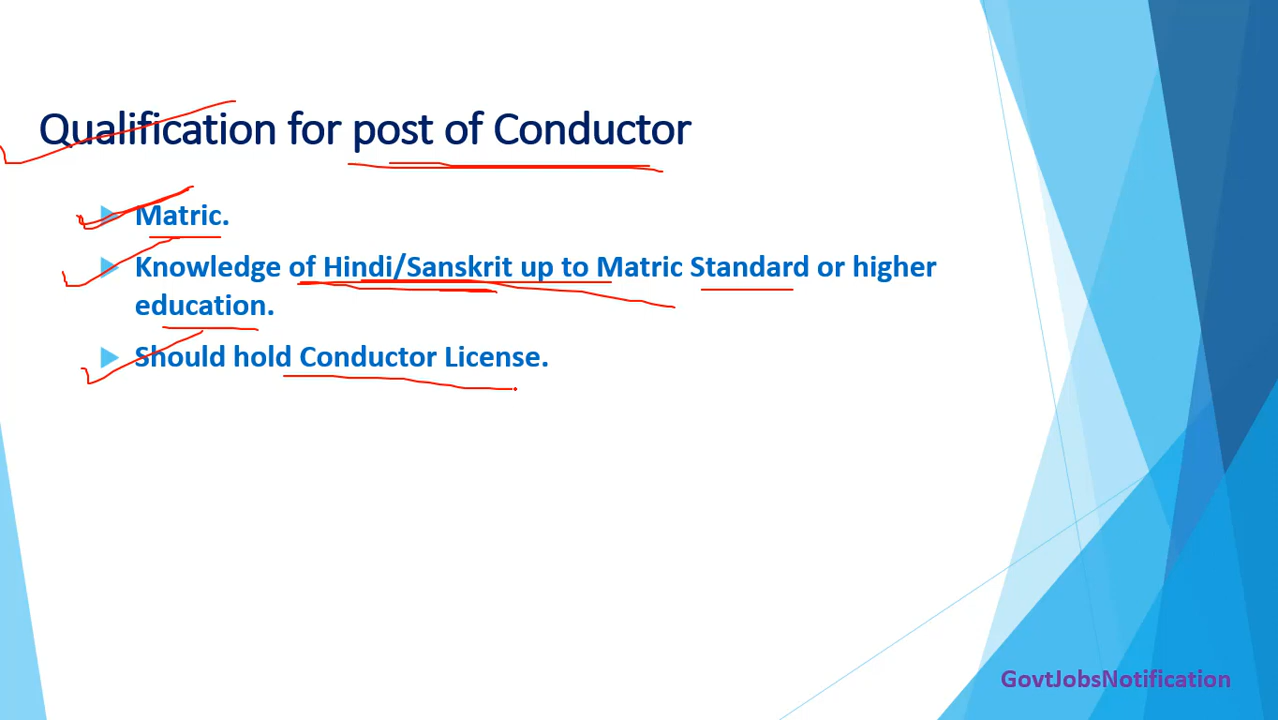 Qualification for post of Conductor
Matric.
Knowledge of Hindi/Sanskrit up to Matric Standard or higher
education.
Should hold Conductor License.
GovtJobsNotification